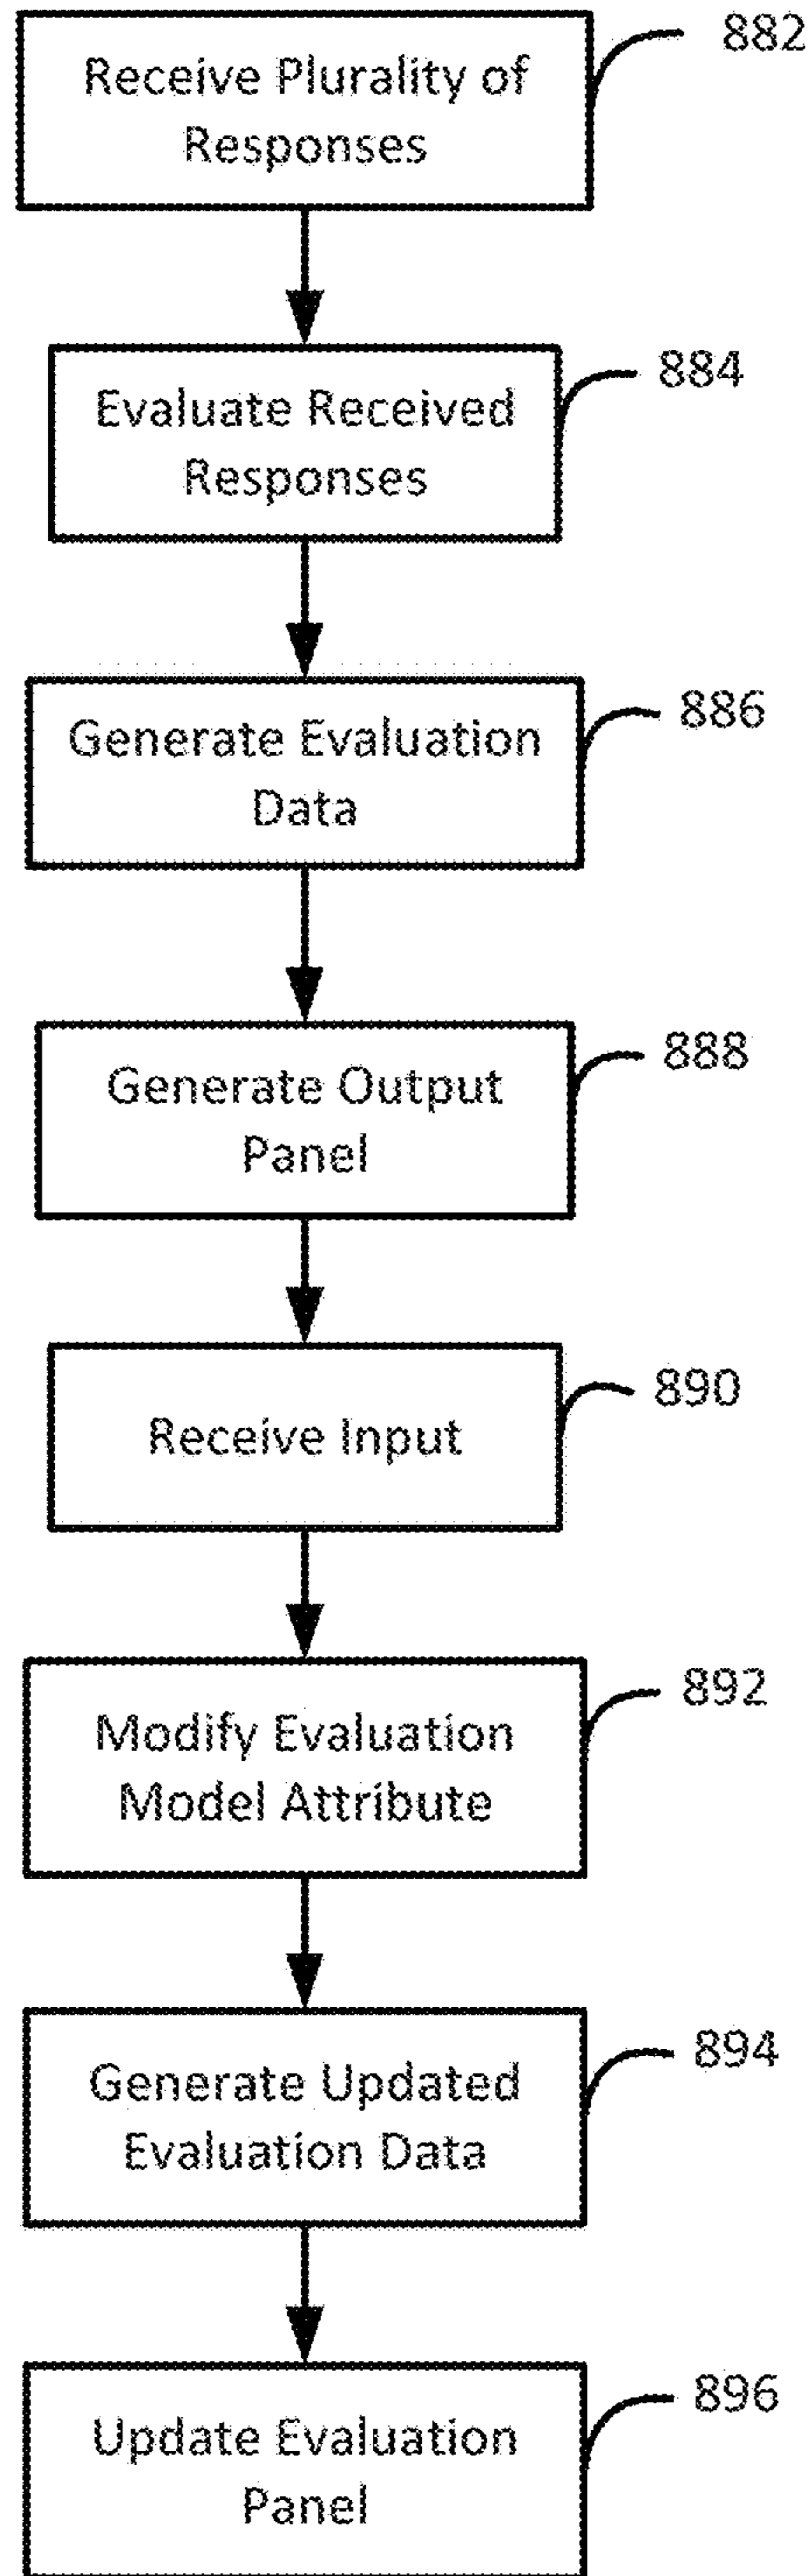 882
Receive Plurality of
Responses
884
Evaluate Received
Responses
886
Generate Evaluation
Data
888
Generate Output
Panel
890
Receive Input
892
Modify Evaluation
Model Attribute
894
Generate Updated
Evaluation Data
896
Update Evaluation
Panel